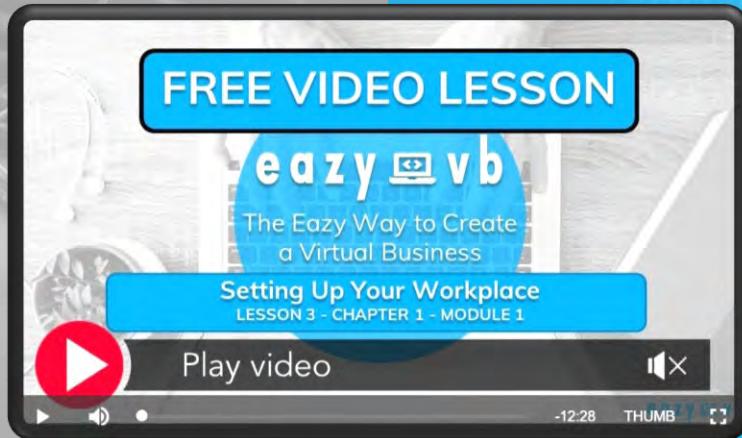 FREE VIDEO LESSON
eazy vb
The Eazy Way to Create
a Virtual Business
Setting Up Your Workplace
LESSON 3 - CHAPTER 1 - MODULE 1
Play video
-12:28 THUMB